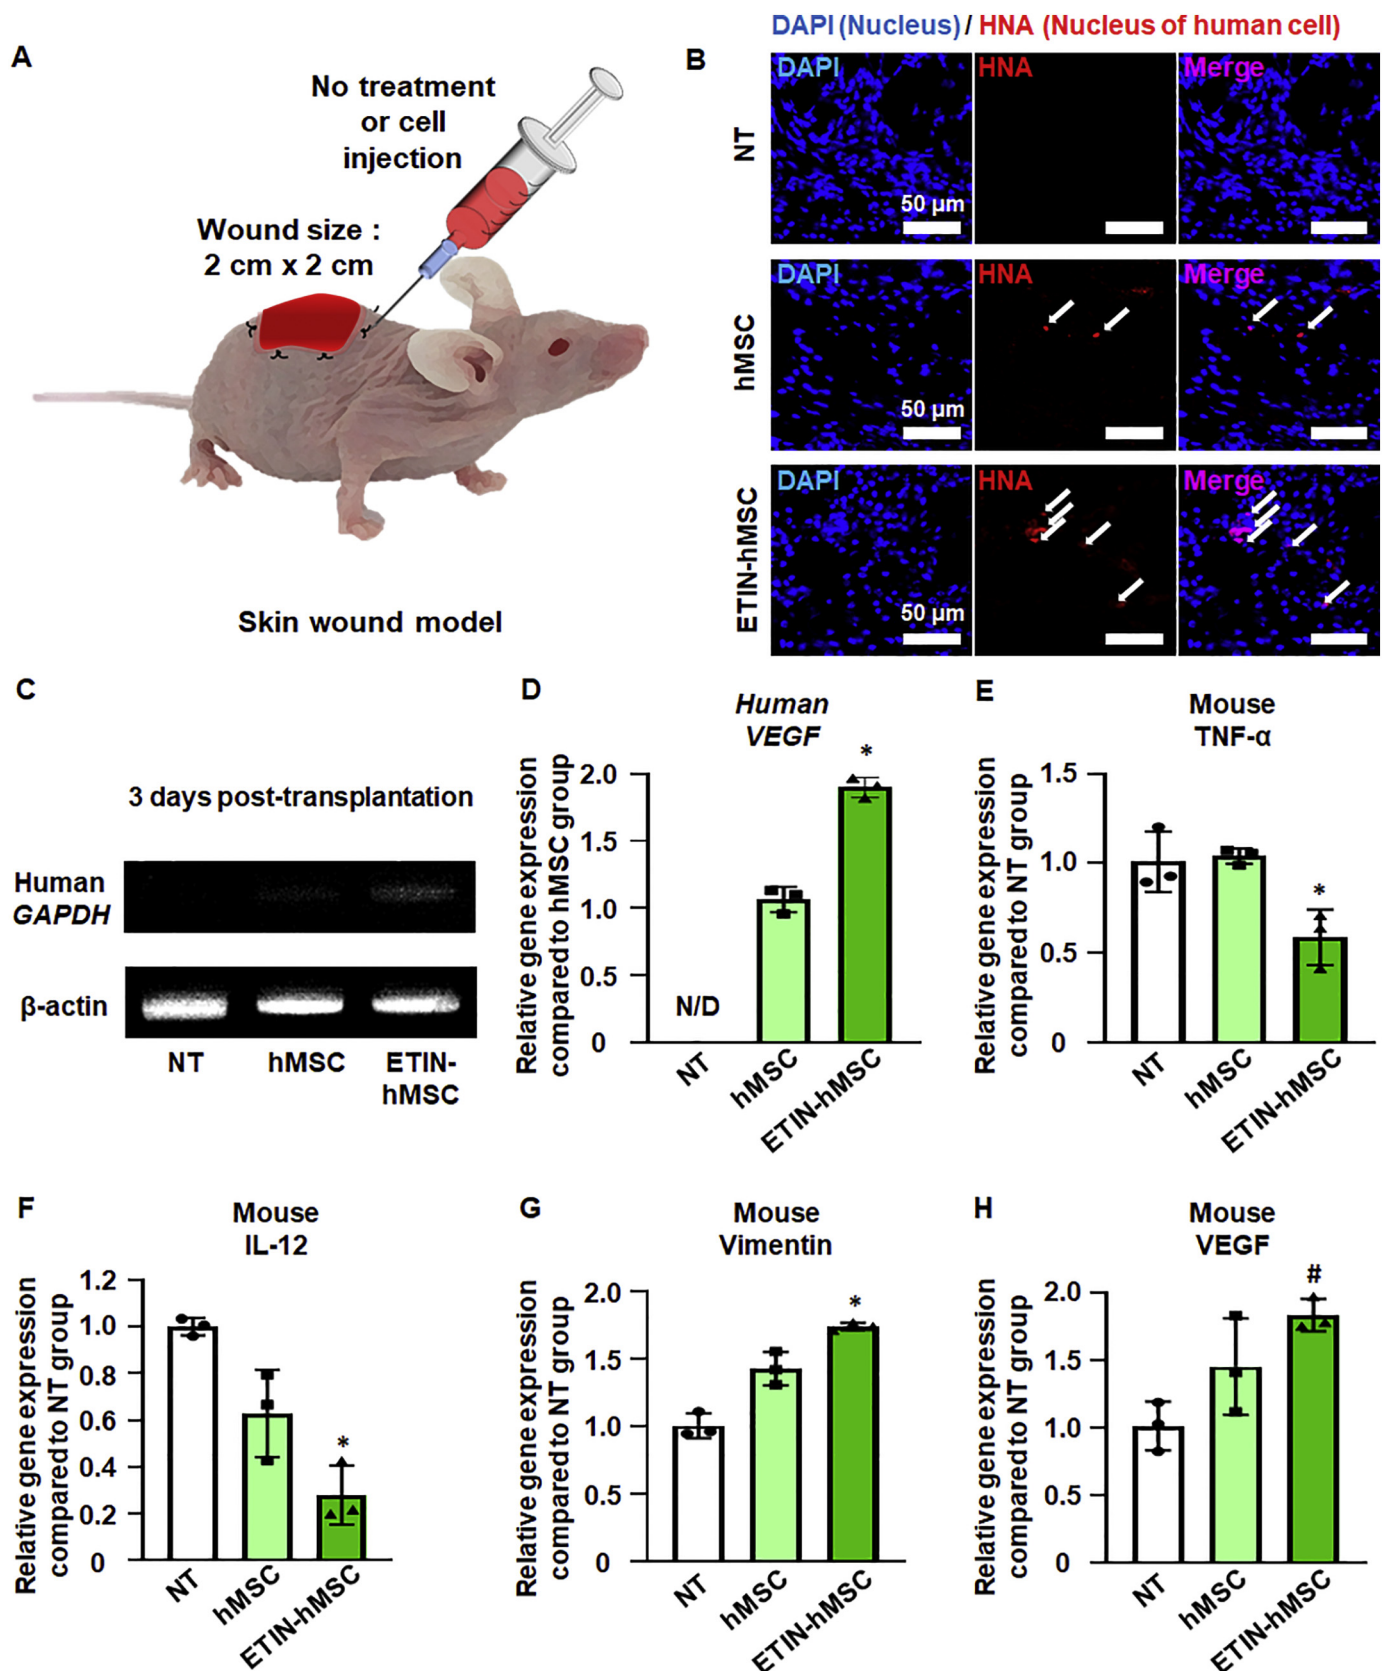 A
No treatment
or cell
injection
Wound size :
2 cm x 2 cm
Skin wound model
DAPI (Nucleus) / HNA (Nucleus of human cell)
B
DAPI
HNA
Merge
NT
50 µm
DAPI
HNA
Merge
hMSC
50 µm
DAPI
HNA
Merge
ETIN-hMSC
50 µm
C
3 days post-transplantation
Human
GAPDH
β-actin
NT
hMSC
ETIN-
hMSC
D
Human
VEGF
Relative gene expression
compared to hMSC group
2.0
1.5
1.0
0.5
0
*
N/D
NT
hMSC
ETIN-hMSC
E
Mouse
TNF-α
Relative gene expression
compared to NT group
1.5
1.0
0.5
0
*
NT
hMSC
ETIN-hMSC
F
Mouse
IL-12
Relative gene expression
compared to NT group
1.2
1.0
0.8
0.6
0.4
0.2
0
*
NT
hMSC
ETIN-hMSC
G
Mouse
Vimentin
Relative gene expression
compared to NT group
2.0
1.5
1.0
0.5
0
*
NT
hMSC
ETIN-hMSC
H
Mouse
VEGF
Relative gene expression
compared to NT group
2.0
1.5
1.0
0.5
0
#
NT
hMSC
ETIN-hMSC